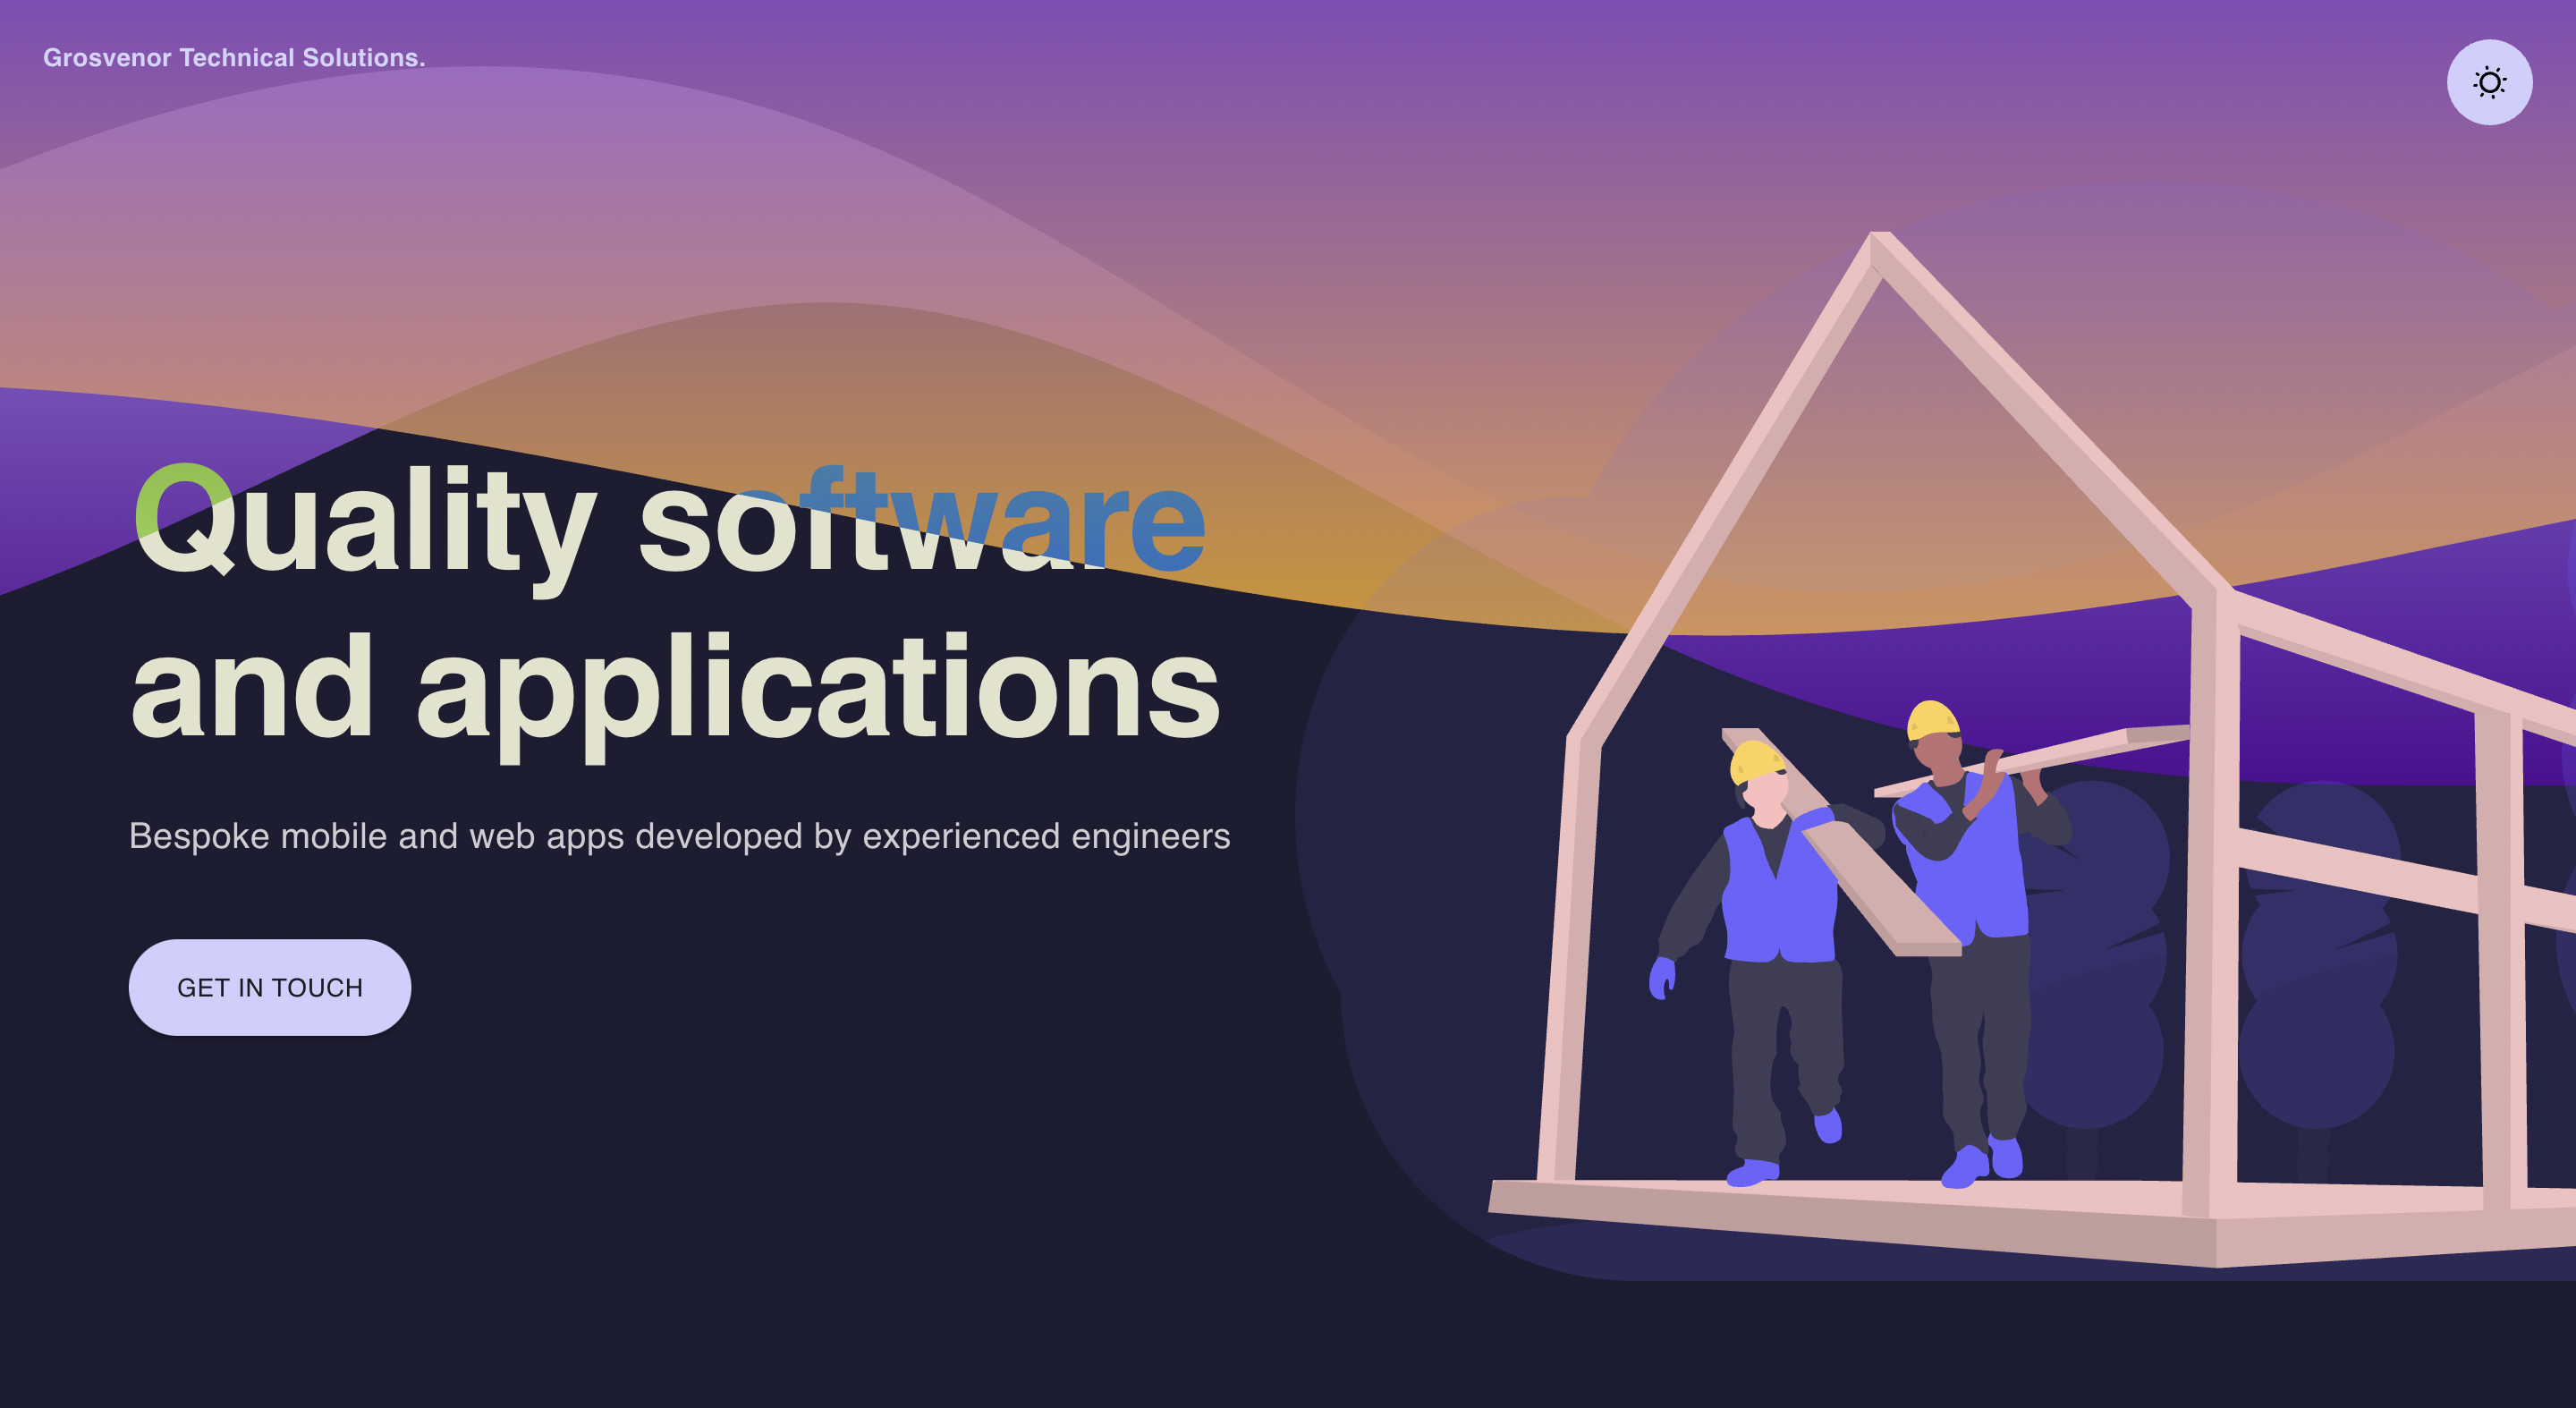 Grosvenor Technical Solutions.
Quality software
and applications
Bespoke mobile and web apps developed by experienced engineers
GET IN TOUCH